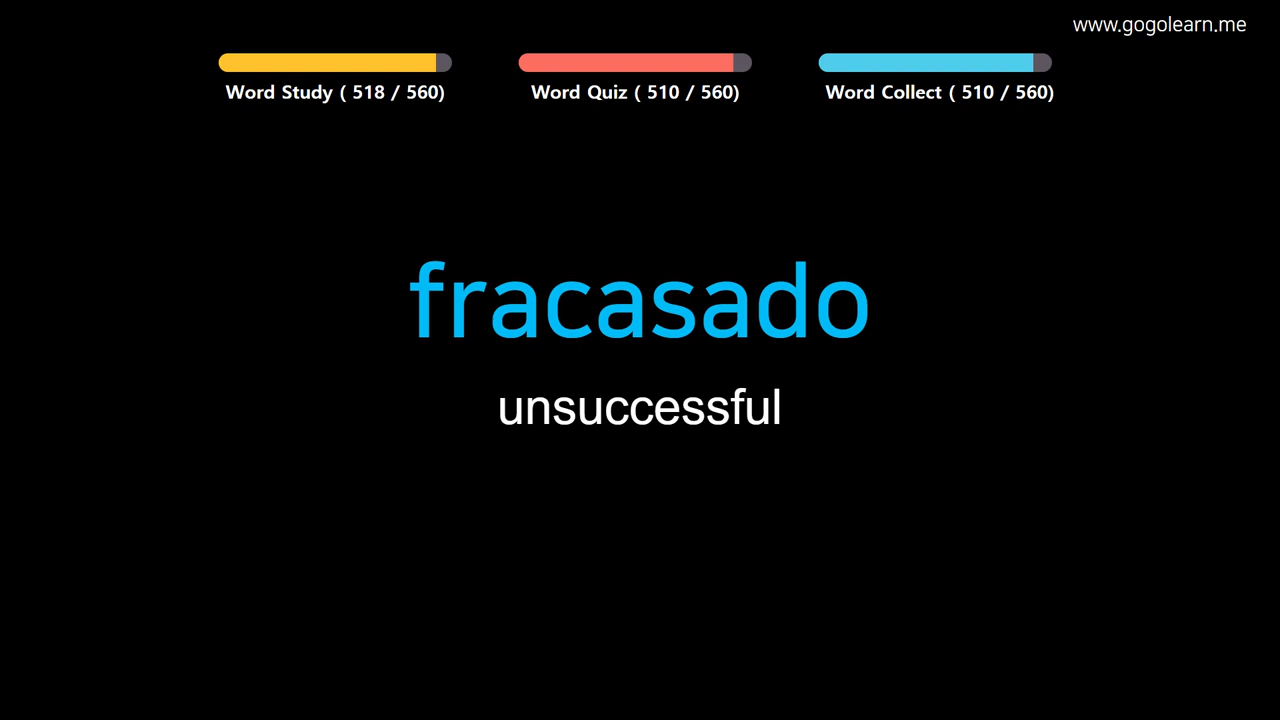 www.gogolearn.me
Word Study ( 518 / 560) Word Quiz ( 510 / 560) Word Collect ( 510 / 560)
fracasado
unsuccessful